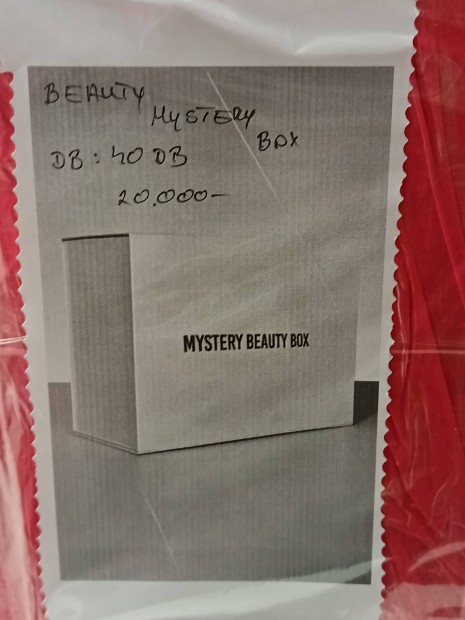 BEAUTY
MYSTERY
BOX
DB: 40 DB
20.000-
MYSTERY BEAUTY BOX